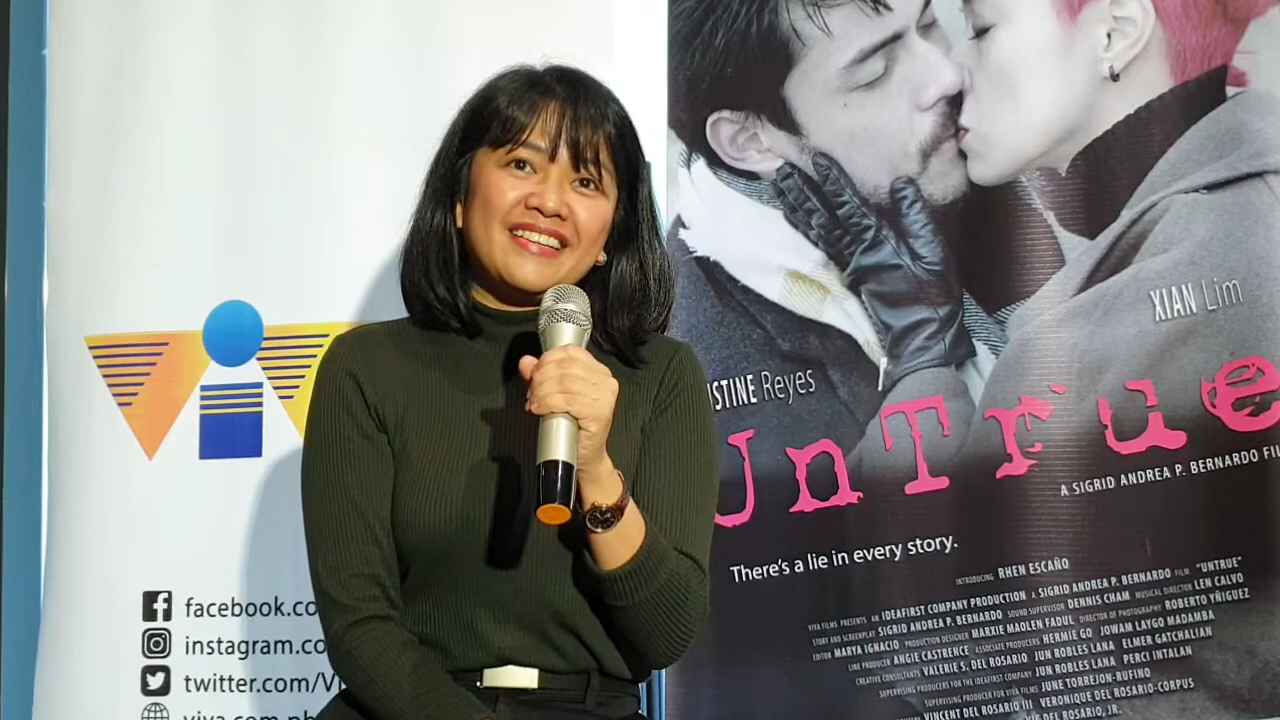 ViV
facebook.co
instagram.co
twitter.com/Vi
viva.com.ph
XIAN Lim
ISTINE Reyes
UnTrue
A SIGRID ANDREA P. BERNARDO FIL
There's a lie in every story.
INTRODUCING RHEN ESCAÑO
VIVA FILMS PRESENTS AN IDEAFIRST COMPANY PRODUCTION A SIGRID ANDREA P. BERNARDO FILM "UNTRUE"
STORY AND SCREENPLAY SIGRID ANDREA P. BERNARDO SOUND SUPERVISOR DENNIS CHAM MUSICAL DIRECTOR LEN CALVO
EDITOR MARYA IGNACIO PRODUCTION DESIGNER MARXIE MAOLEN FADUL DIRECTOR OF PHOTOGRAPHY ROBERTO YÑIGUEZ
LINE PRODUCER ANGIE CASTRENCE ASSOCIATE PRODUCERS HERMIE GO JOWAM LAYGO MADAMBA
CREATIVE CONSULTANTS VALERIE S. DEL ROSARIO JUN ROBLES LANA ELMER GATCHALIAN
SUPERVISING PRODUCERS FOR THE IDEAFIRST COMPANY JUN ROBLES LANA PERCI INTALAN
SUPERVISING PRODUCER FOR VIVA FILMS JUNE TORREJON-RUFINO
VINCENT DEL ROSARIO III VERONIQUE DEL ROSARIO-CORPUS
DEL ROSARIO, JR.